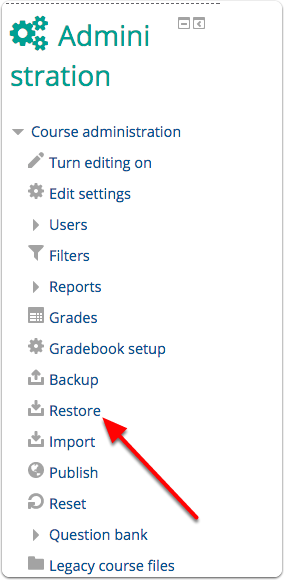 Admini
stration
Course administration
Turn editing on
Edit settings
Users
Filters
Reports
Grades
Gradebook setup
Backup
Restore
Import
Publish
Reset
Question bank
Legacy course files